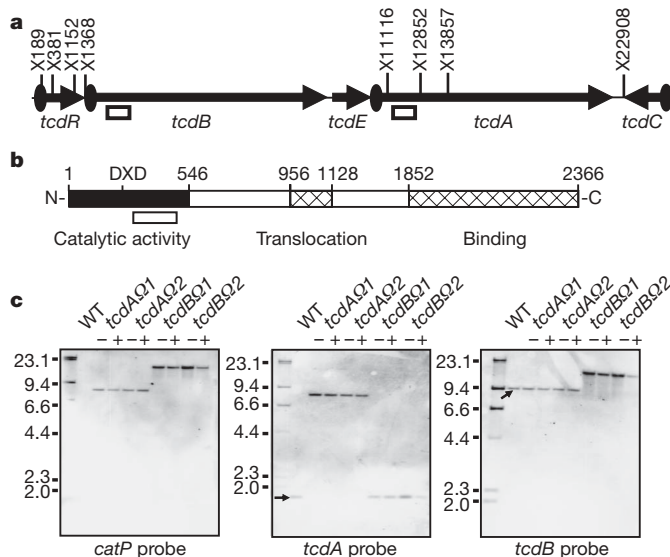 a
X189 X381 X1152 X1368 X11116 X12852 X13857 X22908
tcdR tcdB tcdE tcdA tcdC
b
1 DXD 546 956 1128 1852 2366
N- -C
Catalytic activity Translocation Binding
c
WT tcdAΩ1 tcdAΩ2 tcdBΩ1 tcdBΩ2
– + – + – + – +
23.1
9.4
6.6
4.4
2.3
2.0
catP probe
WT tcdAΩ1 tcdAΩ2 tcdBΩ1 tcdBΩ2
– + – + – + – +
23.1
9.4
6.6
4.4
2.3
2.0
tcdA probe
WT tcdAΩ1 tcdAΩ2 tcdBΩ1 tcdBΩ2
– + – + – + – +
23.1
9.4
6.6
4.4
2.3
2.0
tcdB probe